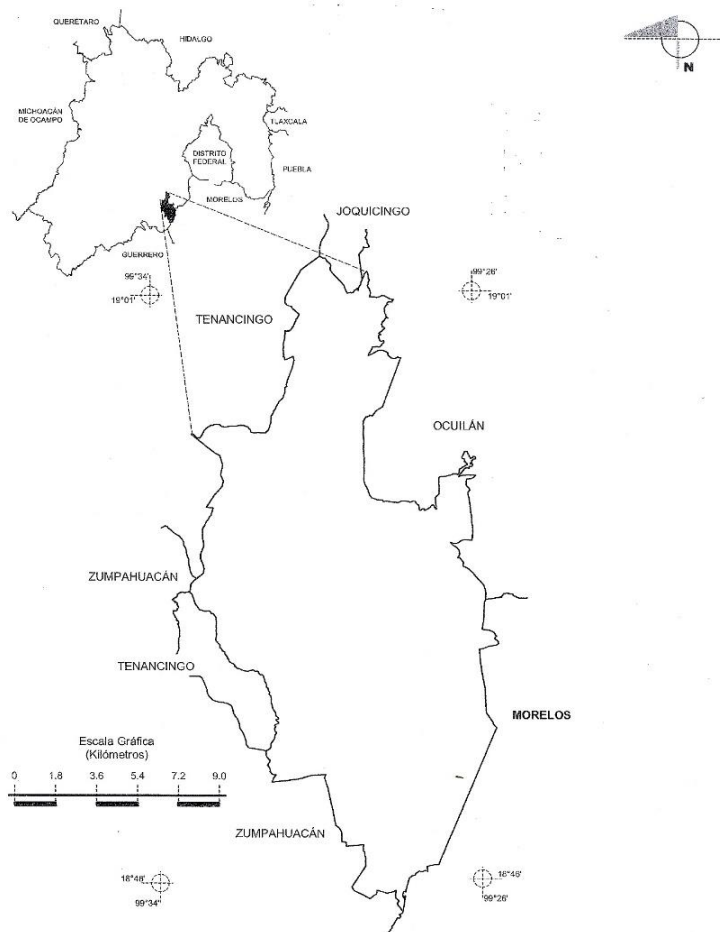 QUERÉTARO
HIDALGO
MICHOACÁN
DE OCAMPO
TLAXCALA
DISTRITO
FEDERAL
PUEBLA
MORELOS
GUERRERO
N
JOQUICINGO
99°34'
19°01'
99°26'
19°01'
TENANCINGO
OCUILÁN
ZUMPAHUACÁN
TENANCINGO
MORELOS
Escala Gráfica
(Kilómetros)
0 1.8 3.6 5.4 7.2 9.0
ZUMPAHUACÁN
18°46'
99°34'
18°46'
99°26'